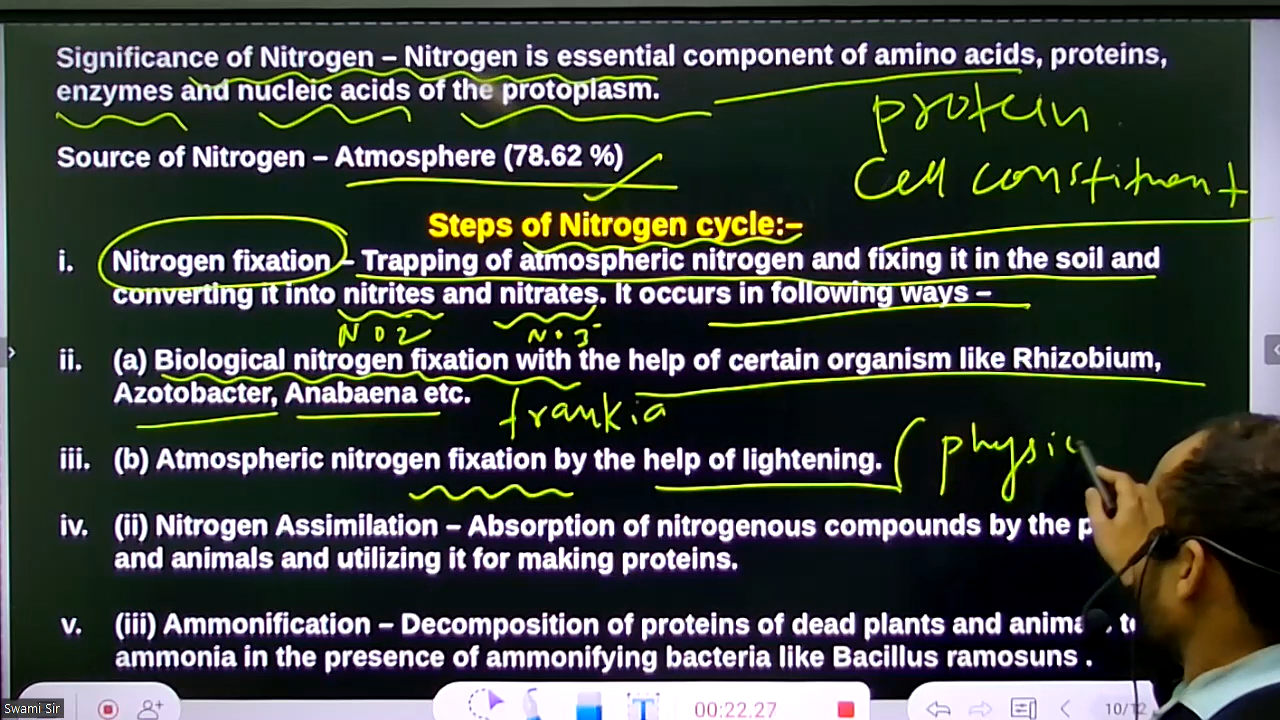 Significance of Nitrogen – Nitrogen is essential component of amino acids, proteins,
enzymes and nucleic acids of the protoplasm.
protein
Source of Nitrogen – Atmosphere (78.62 %)
Cell constituent
Steps of Nitrogen cycle:–
i. Nitrogen fixation – Trapping of atmospheric nitrogen and fixing it in the soil and
converting it into nitrites and nitrates. It occurs in following ways –
NO2- NO3-
ii. (a) Biological nitrogen fixation with the help of certain organism like Rhizobium,
Azotobacter, Anabaena etc.
frankia
iii. (b) Atmospheric nitrogen fixation by the help of lightening. (physic
iv. (ii) Nitrogen Assimilation – Absorption of nitrogenous compounds by the p
and animals and utilizing it for making proteins.
v. (iii) Ammonification – Decomposition of proteins of dead plants and anima
ammonia in the presence of ammonifying bacteria like Bacillus ramosuns .
Swami Sir
T
00:22.27
10/12